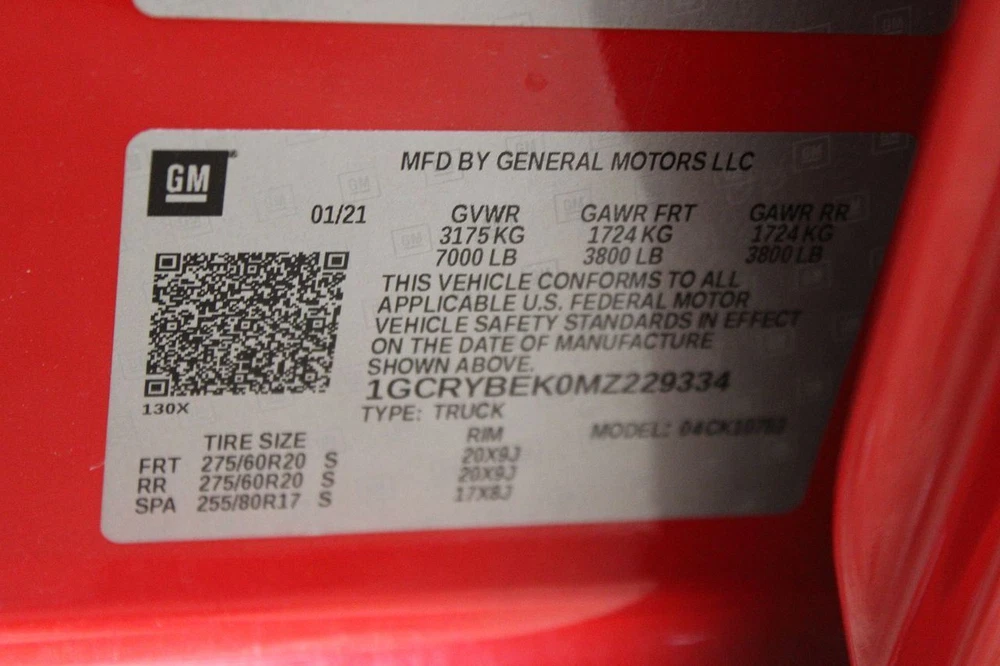 GM
MFD BY GENERAL MOTORS LLC
01/21 GVWR GAWR FRT GAWR RR
3175 KG 1724 KG 1724 KG
7000 LB 3800 LB 3800 LB
THIS VEHICLE CONFORMS TO ALL
APPLICABLE U.S. FEDERAL MOTOR
VEHICLE SAFETY STANDARDS IN EFFECT
ON THE DATE OF MANUFACTURE
SHOWN ABOVE.
1GCRYBEK0MZ229334
130X
TYPE: TRUCK
TIRE SIZE RIM MODEL:
FRT 275/60R20 S 20X9J
RR 275/60R20 S 20X9J
SPA 255/80R17 S 17X8J